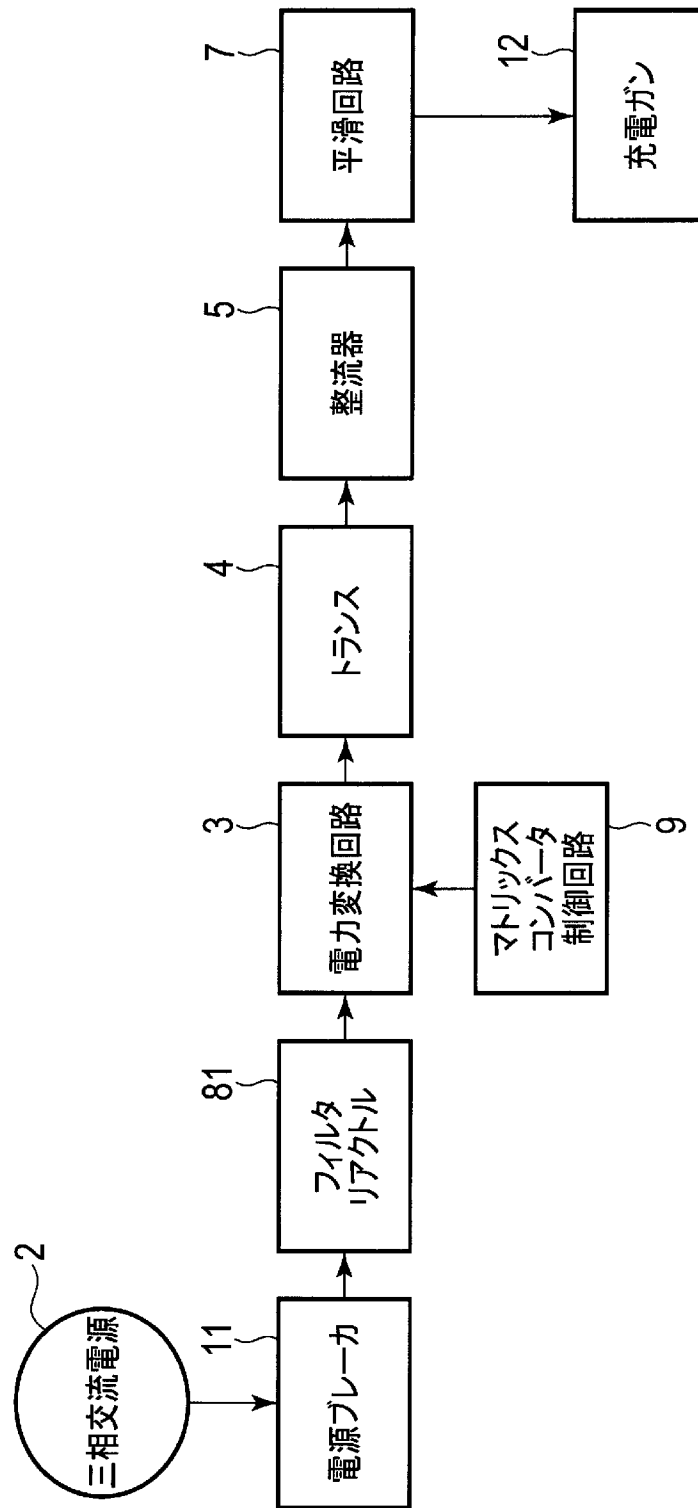 2
三相交流電源
11
電源ブレーカ
81
フィルタ
リアクトル
3
電力変換回路
9
マトリックス
コンバータ
制御回路
4
トランス
5
整流器
7
平滑回路
12
充電ガン